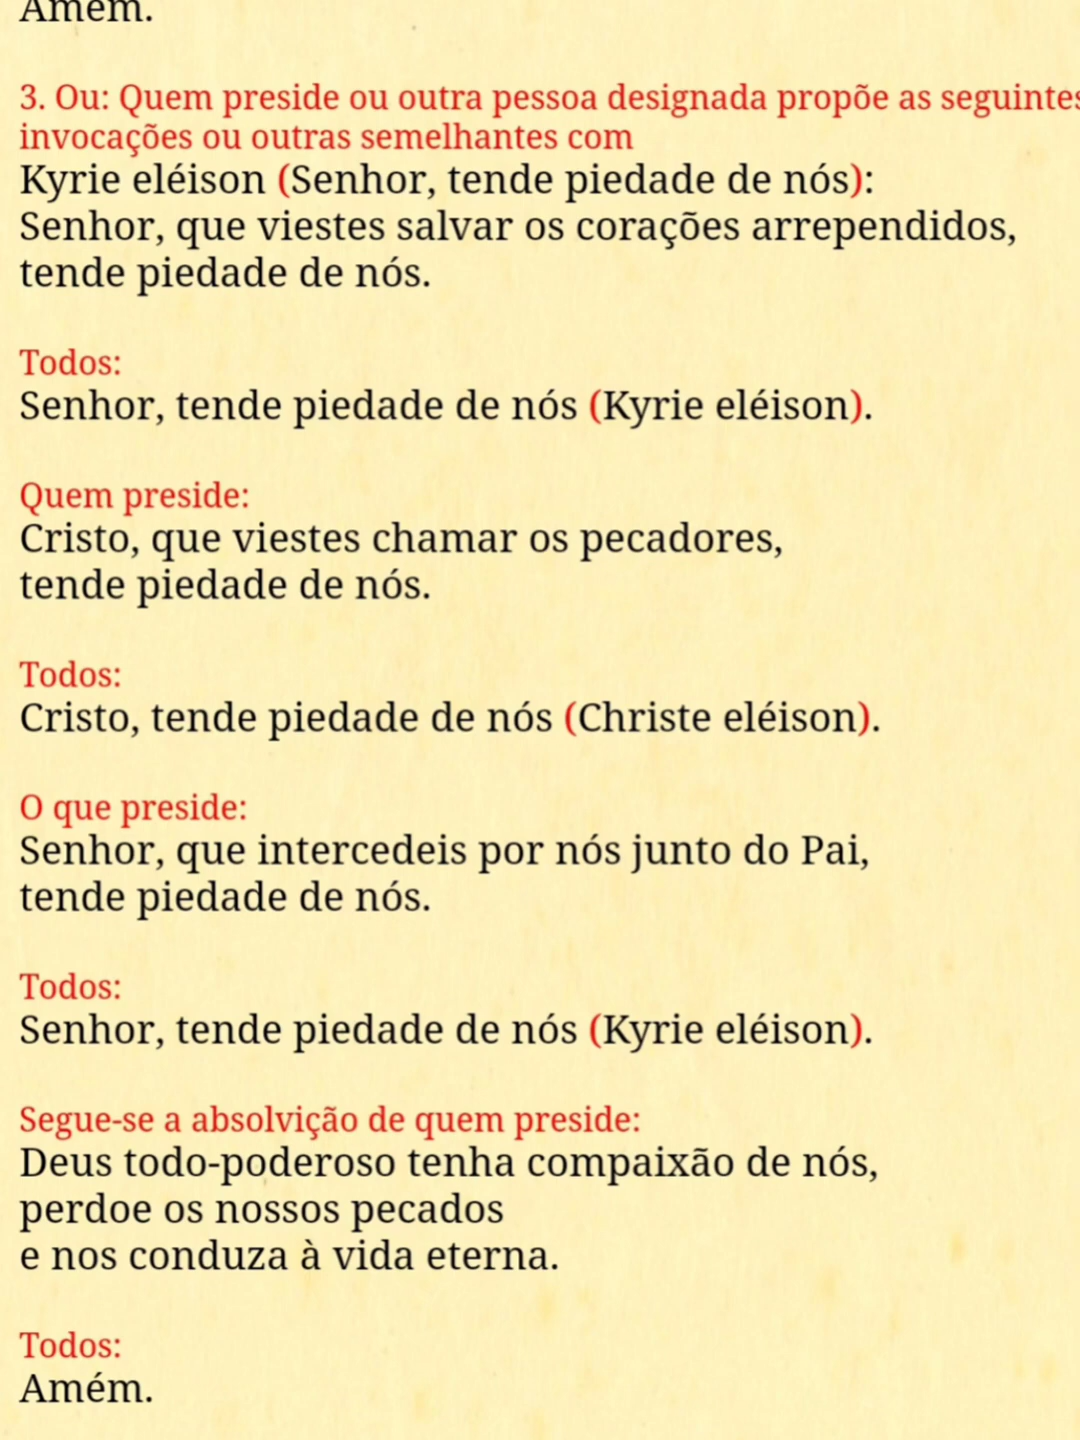 Amém.
3. Ou: Quem preside ou outra pessoa designada propõe as seguintes
invocações ou outras semelhantes com
Kyrie eléison (Senhor, tende piedade de nós):
Senhor, que viestes salvar os corações arrependidos,
tende piedade de nós.
Todos:
Senhor, tende piedade de nós (Kyrie eléison).
Quem preside:
Cristo, que viestes chamar os pecadores,
tende piedade de nós.
Todos:
Cristo, tende piedade de nós (Christe eléison).
O que preside:
Senhor, que intercedeis por nós junto do Pai,
tende piedade de nós.
Todos:
Senhor, tende piedade de nós (Kyrie eléison).
Segue-se a absolvição de quem preside:
Deus todo-poderoso tenha compaixão de nós,
perdoe os nossos pecados
e nos conduza à vida eterna.
Todos:
Amém.